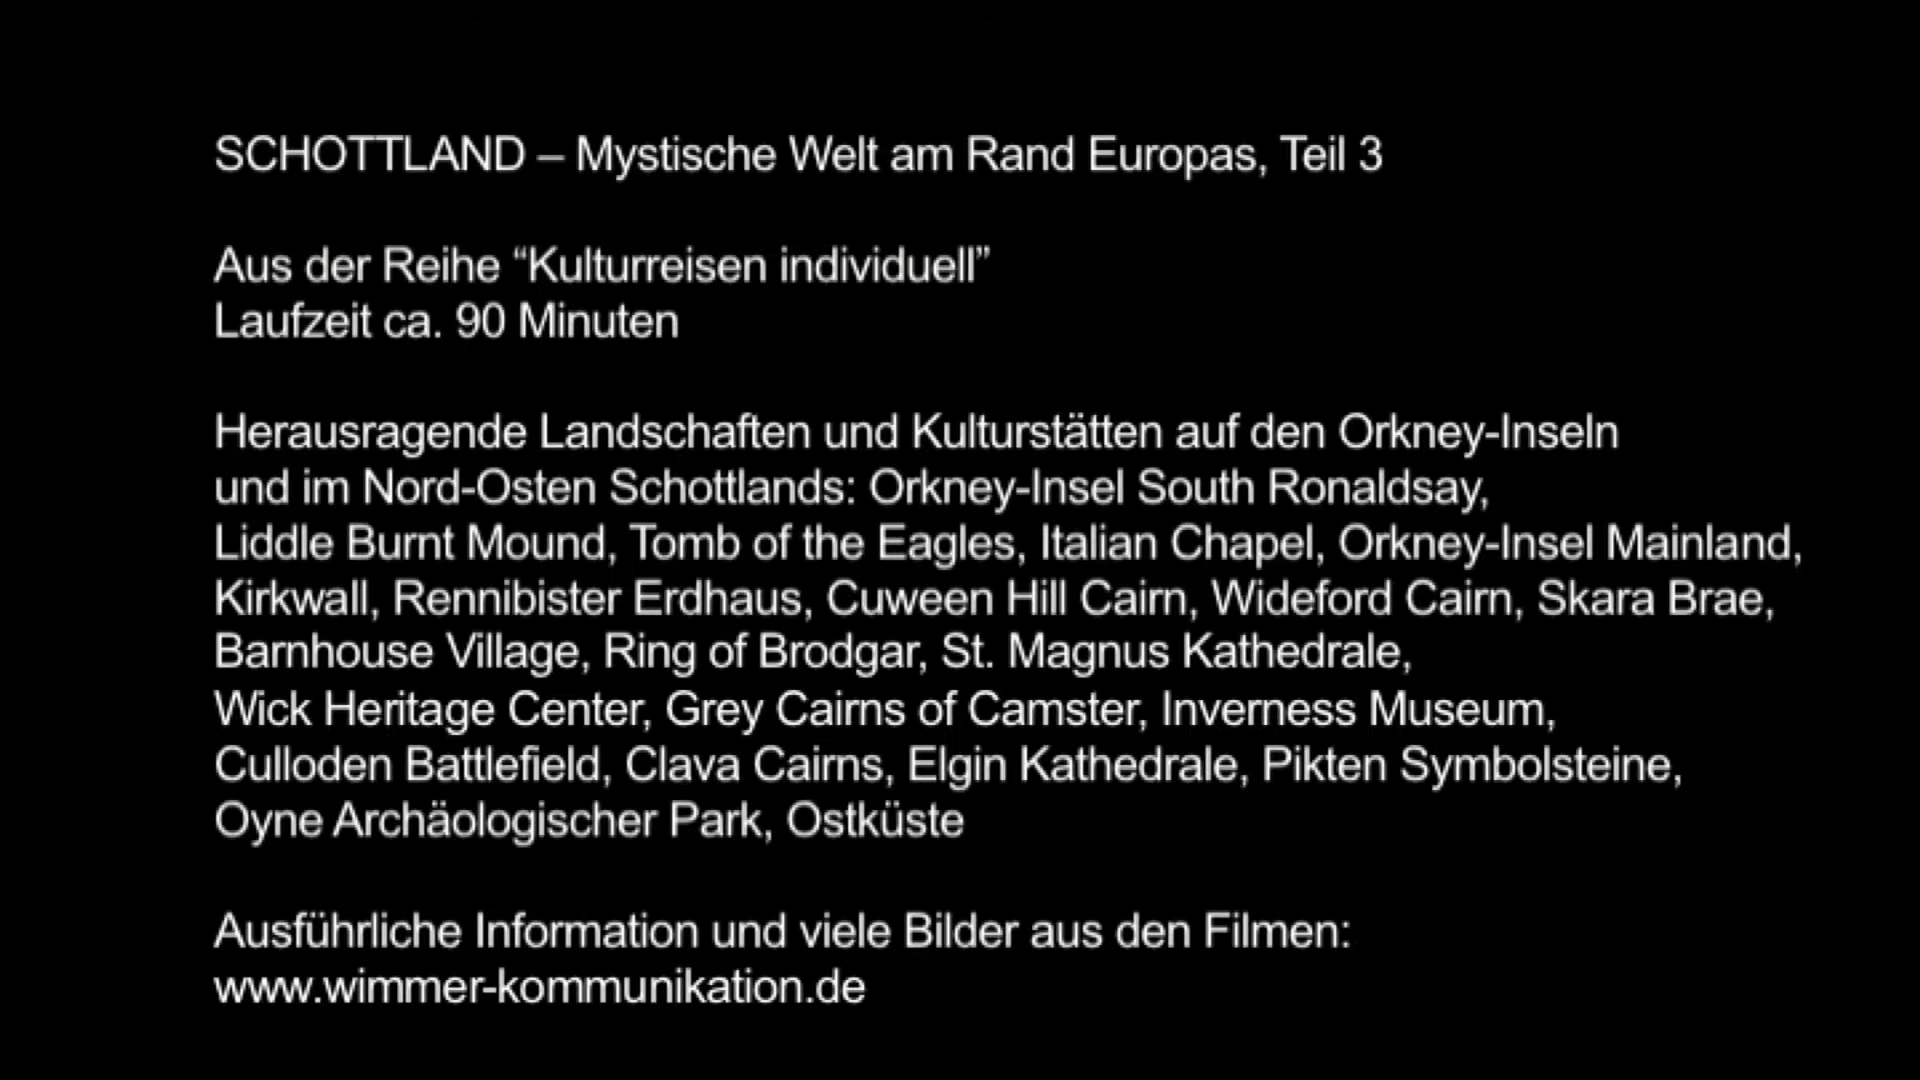 SCHOTTLAND – Mystische Welt am Rand Europas, Teil 3
Aus der Reihe “Kulturreisen individuell”
Laufzeit ca. 90 Minuten
Herausragende Landschaften und Kulturstätten auf den Orkney-Inseln
und im Nord-Osten Schottlands: Orkney-Insel South Ronaldsay,
Liddle Burnt Mound, Tomb of the Eagles, Italian Chapel, Orkney-Insel Mainland,
Kirkwall, Rennibister Erdhaus, Cuween Hill Cairn, Wideford Cairn, Skara Brae,
Barnhouse Village, Ring of Brodgar, St. Magnus Kathedrale,
Wick Heritage Center, Grey Cairns of Camster, Inverness Museum,
Culloden Battlefield, Clava Cairns, Elgin Kathedrale, Pikten Symbolsteine,
Oyne Archäologischer Park, Ostküste
Ausführliche Information und viele Bilder aus den Filmen:
www.wimmer-kommunikation.de